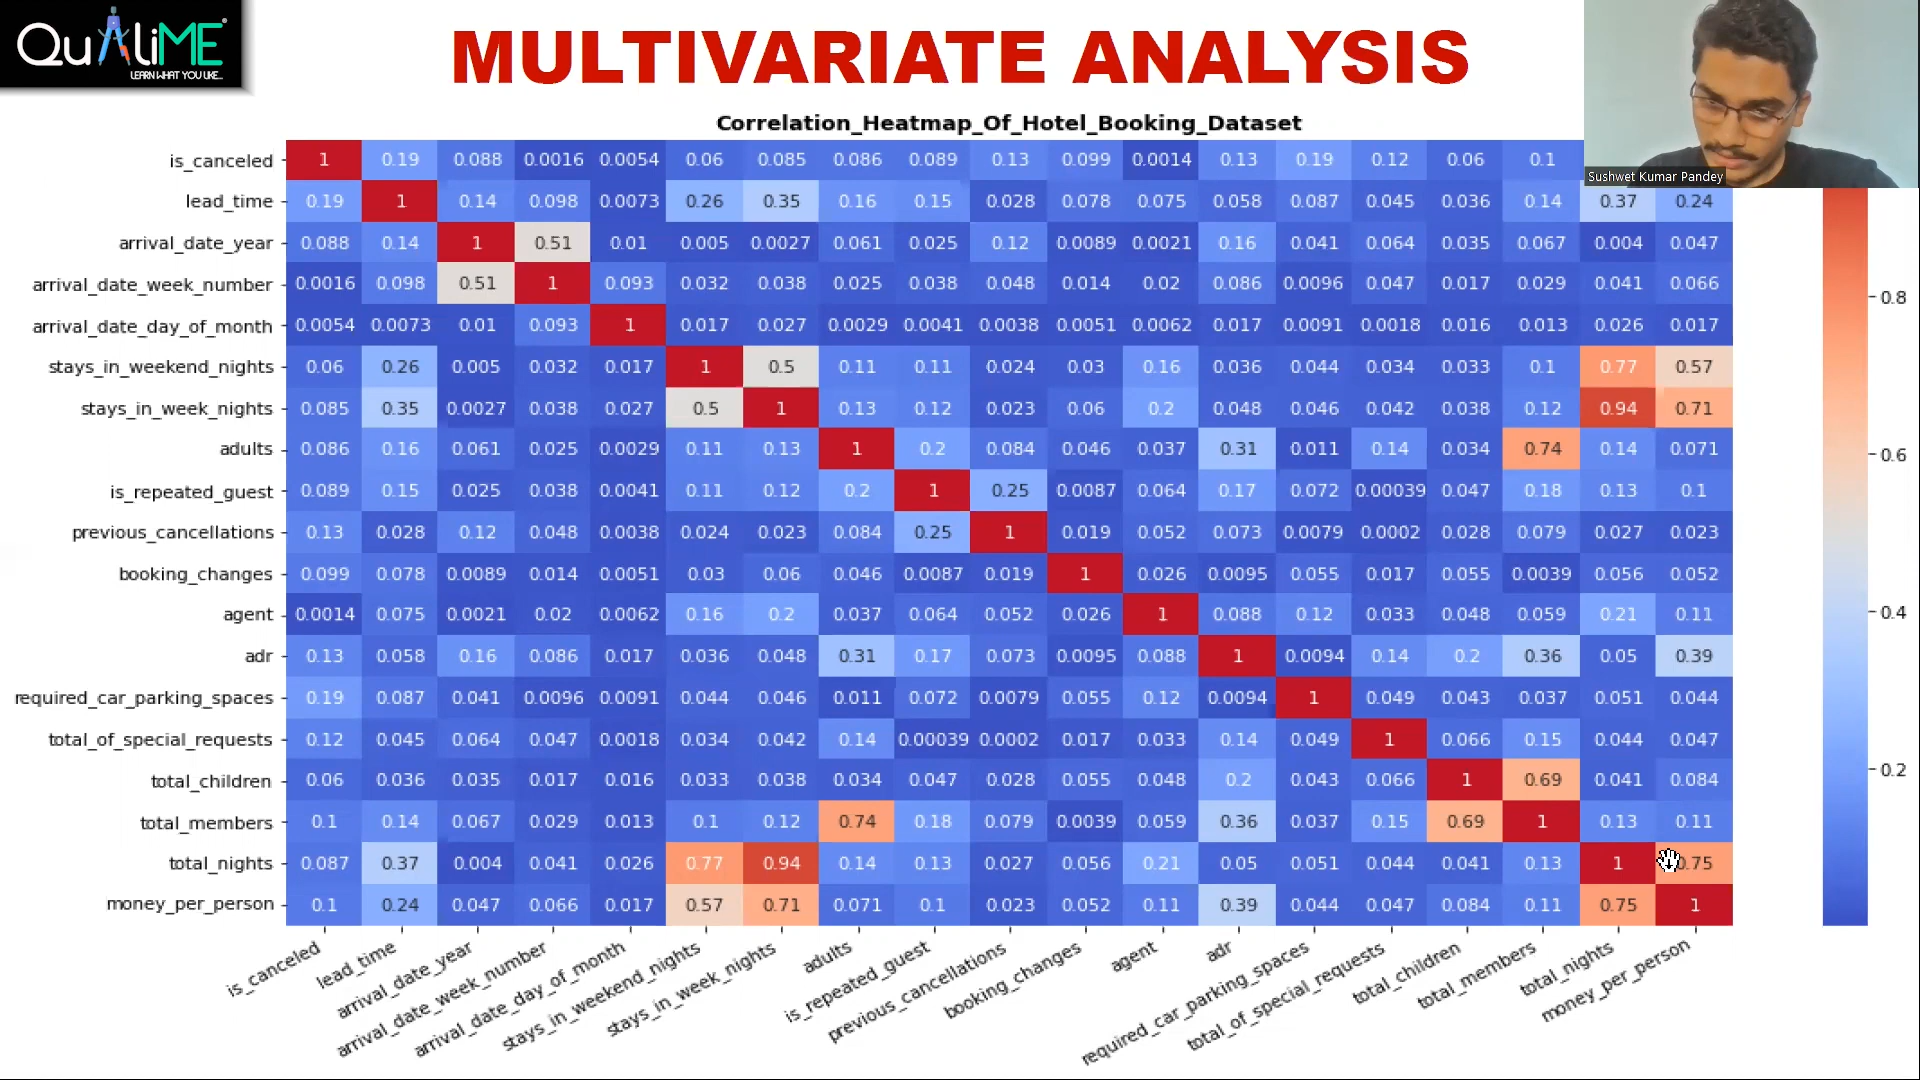 QuAliME
LEARN WHAT YOU LIKE...
MULTIVARIATE ANALYSIS
Sushwet Kumar Pandey
Correlation_Heatmap_Of_Hotel_Booking_Dataset
is_canceled 1 0.19 0.088 0.0016 0.0054 0.06 0.085 0.086 0.089 0.13 0.099 0.0014 0.13 0.19 0.12 0.06 0.1
lead_time 0.19 1 0.14 0.098 0.0073 0.26 0.35 0.16 0.15 0.028 0.078 0.075 0.058 0.087 0.045 0.036 0.14 0.37 0.24
arrival_date_year 0.088 0.14 1 0.51 0.01 0.005 0.0027 0.061 0.025 0.12 0.0089 0.0021 0.16 0.041 0.064 0.035 0.067 0.004 0.047
arrival_date_week_number 0.0016 0.098 0.51 1 0.093 0.032 0.038 0.025 0.038 0.048 0.014 0.02 0.086 0.0096 0.047 0.017 0.029 0.041 0.066
arrival_date_day_of_month 0.0054 0.0073 0.01 0.093 1 0.017 0.027 0.0029 0.0041 0.0038 0.0051 0.0062 0.017 0.0091 0.0018 0.016 0.013 0.026 0.017
stays_in_weekend_nights 0.06 0.26 0.005 0.032 0.017 1 0.5 0.11 0.11 0.024 0.03 0.16 0.036 0.044 0.034 0.033 0.1 0.77 0.57
stays_in_week_nights 0.085 0.35 0.0027 0.038 0.027 0.5 1 0.13 0.12 0.023 0.06 0.2 0.048 0.046 0.042 0.038 0.12 0.94 0.71
adults 0.086 0.16 0.061 0.025 0.0029 0.11 0.13 1 0.2 0.084 0.046 0.037 0.31 0.011 0.14 0.034 0.74 0.14 0.071
is_repeated_guest 0.089 0.15 0.025 0.038 0.0041 0.11 0.12 0.2 1 0.25 0.0087 0.064 0.17 0.072 0.00039 0.047 0.18 0.13 0.1
previous_cancellations 0.13 0.028 0.12 0.048 0.0038 0.024 0.023 0.084 0.25 1 0.019 0.052 0.073 0.0079 0.0002 0.028 0.079 0.027 0.023
booking_changes 0.099 0.078 0.0089 0.014 0.0051 0.03 0.06 0.046 0.0087 0.019 1 0.026 0.0095 0.055 0.017 0.055 0.0039 0.056 0.052
agent 0.0014 0.075 0.0021 0.02 0.0062 0.16 0.2 0.037 0.064 0.052 0.026 1 0.088 0.12 0.033 0.048 0.059 0.21 0.11
adr 0.13 0.058 0.16 0.086 0.017 0.036 0.048 0.31 0.17 0.073 0.0095 0.088 1 0.0094 0.14 0.2 0.36 0.05 0.39
required_car_parking_spaces 0.19 0.087 0.041 0.0096 0.0091 0.044 0.046 0.011 0.072 0.0079 0.055 0.12 0.0094 1 0.049 0.043 0.037 0.051 0.044
total_of_special_requests 0.12 0.045 0.064 0.047 0.0018 0.034 0.042 0.14 0.00039 0.0002 0.017 0.033 0.14 0.049 1 0.066 0.15 0.044 0.047
total_children 0.06 0.036 0.035 0.017 0.016 0.033 0.038 0.034 0.047 0.028 0.055 0.048 0.2 0.043 0.066 1 0.69 0.041 0.084
total_members 0.1 0.14 0.067 0.029 0.013 0.1 0.12 0.74 0.18 0.079 0.0039 0.059 0.36 0.037 0.15 0.69 1 0.13 0.11
total_nights 0.087 0.37 0.004 0.041 0.026 0.77 0.94 0.14 0.13 0.027 0.056 0.21 0.05 0.051 0.044 0.041 0.13 1 0.75
money_per_person 0.1 0.24 0.047 0.066 0.017 0.57 0.71 0.071 0.1 0.023 0.052 0.11 0.39 0.044 0.047 0.084 0.11 0.75 1
is_canceled
lead_time
arrival_date_year
arrival_date_week_number
arrival_date_day_of_month
stays_in_weekend_nights
stays_in_week_nights
adults
is_repeated_guest
previous_cancellations
booking_changes
agent
adr
required_car_parking_spaces
total_of_special_requests
total_children
total_members
total_nights
money_per_person
0.8
0.6
0.4
0.2